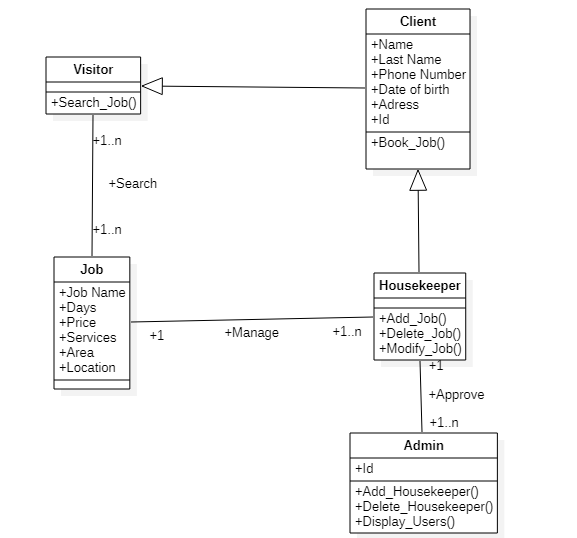 Client
+Name
+Last Name
+Phone Number
+Date of birth
+Adress
+Id
+Book_Job()
Visitor
+Search_Job()
+1..n
+Search
+1..n
Job
+Job Name
+Days
+Price
+Services
+Area
+Location
+1
+Manage
+1..n
Housekeeper
+Add_Job()
+Delete_Job()
+Modify_Job()
+1
+Approve
+1..n
Admin
+Id
+Add_Housekeeper()
+Delete_Housekeeper()
+Display_Users()